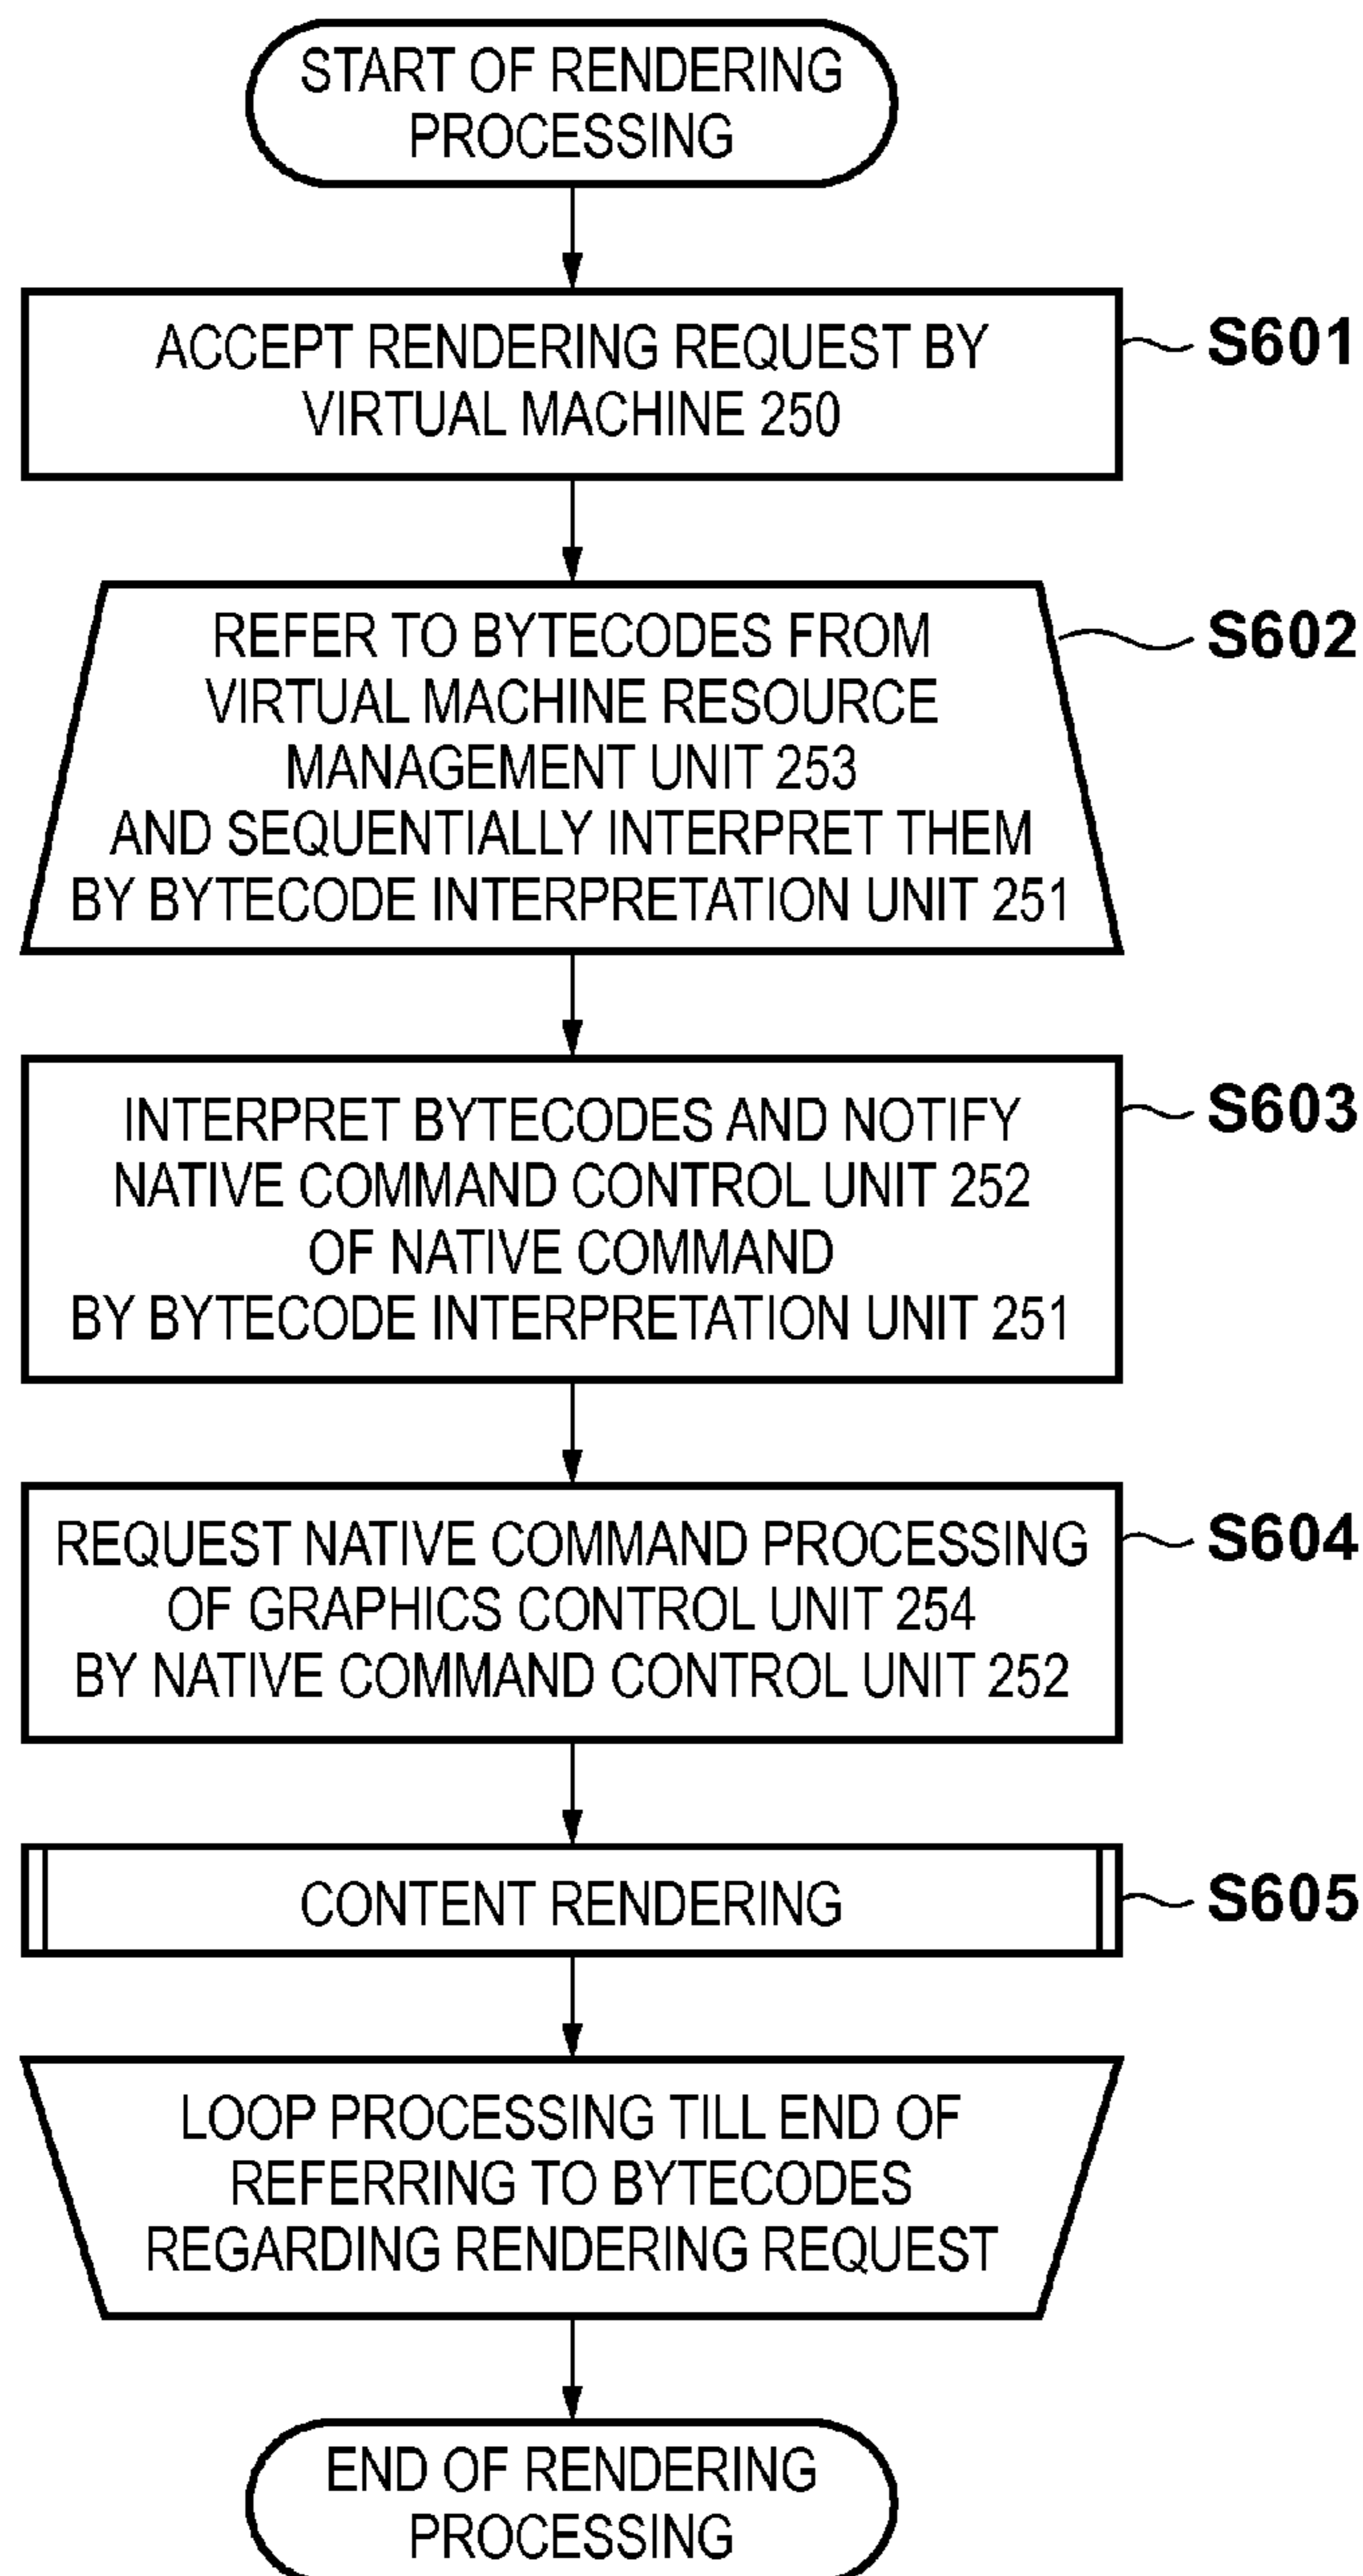 START OF RENDERING
PROCESSING
ACCEPT RENDERING REQUEST BY
VIRTUAL MACHINE 250
S601
REFER TO BYTECODES FROM
VIRTUAL MACHINE RESOURCE
MANAGEMENT UNIT 253
AND SEQUENTIALLY INTERPRET THEM
BY BYTECODE INTERPRETATION UNIT 251
S602
INTERPRET BYTECODES AND NOTIFY
NATIVE COMMAND CONTROL UNIT 252
OF NATIVE COMMAND
BY BYTECODE INTERPRETATION UNIT 251
S603
REQUEST NATIVE COMMAND PROCESSING
OF GRAPHICS CONTROL UNIT 254
BY NATIVE COMMAND CONTROL UNIT 252
S604
CONTENT RENDERING
S605
LOOP PROCESSING TILL END OF
REFERRING TO BYTECODES
REGARDING RENDERING REQUEST
END OF RENDERING
PROCESSING